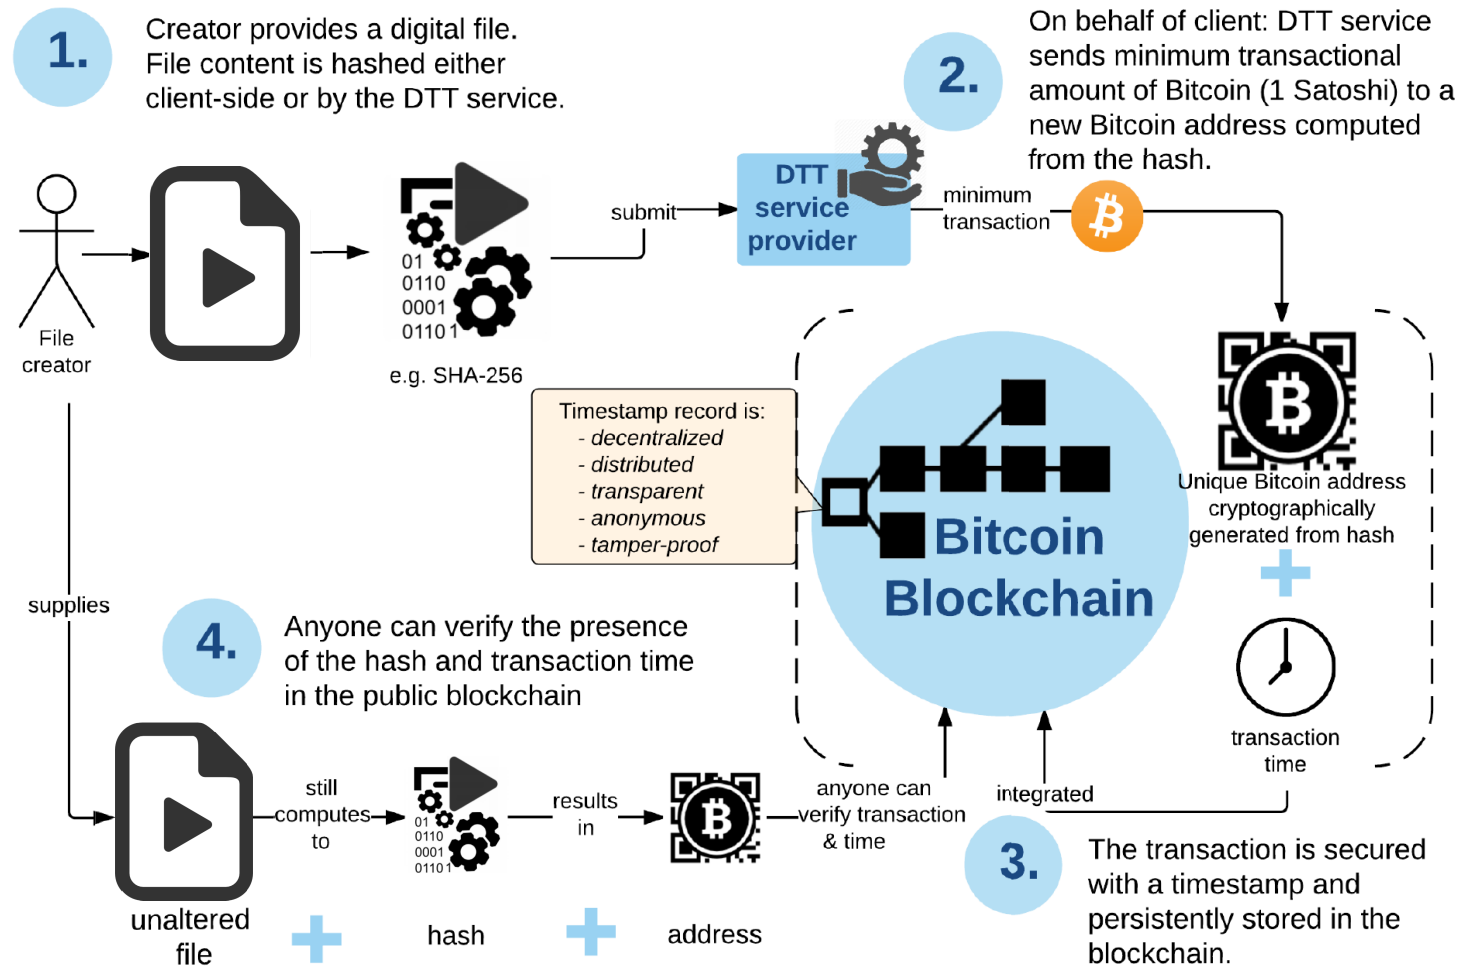 1.
Creator provides a digital file.
File content is hashed either
client-side or by the DTT service.
2.
On behalf of client: DTT service
sends minimum transactional
amount of Bitcoin (1 Satoshi) to a
new Bitcoin address computed
from the hash.
File
creator
01
0110
0001
01101
e.g. SHA-256
submit
DTT
service
provider
minimum
transaction
Timestamp record is:
- decentralized
- distributed
- transparent
- anonymous
- tamper-proof
Bitcoin
Blockchain
Unique Bitcoin address
cryptographically
generated from hash
transaction
time
integrated
3.
The transaction is secured
with a timestamp and
persistently stored in the
blockchain.
supplies
4.
Anyone can verify the presence
of the hash and transaction time
in the public blockchain
still
computes
to
01
0110
0001
01101
results
in
anyone can
verify transaction
& time
unaltered
file
hash
address